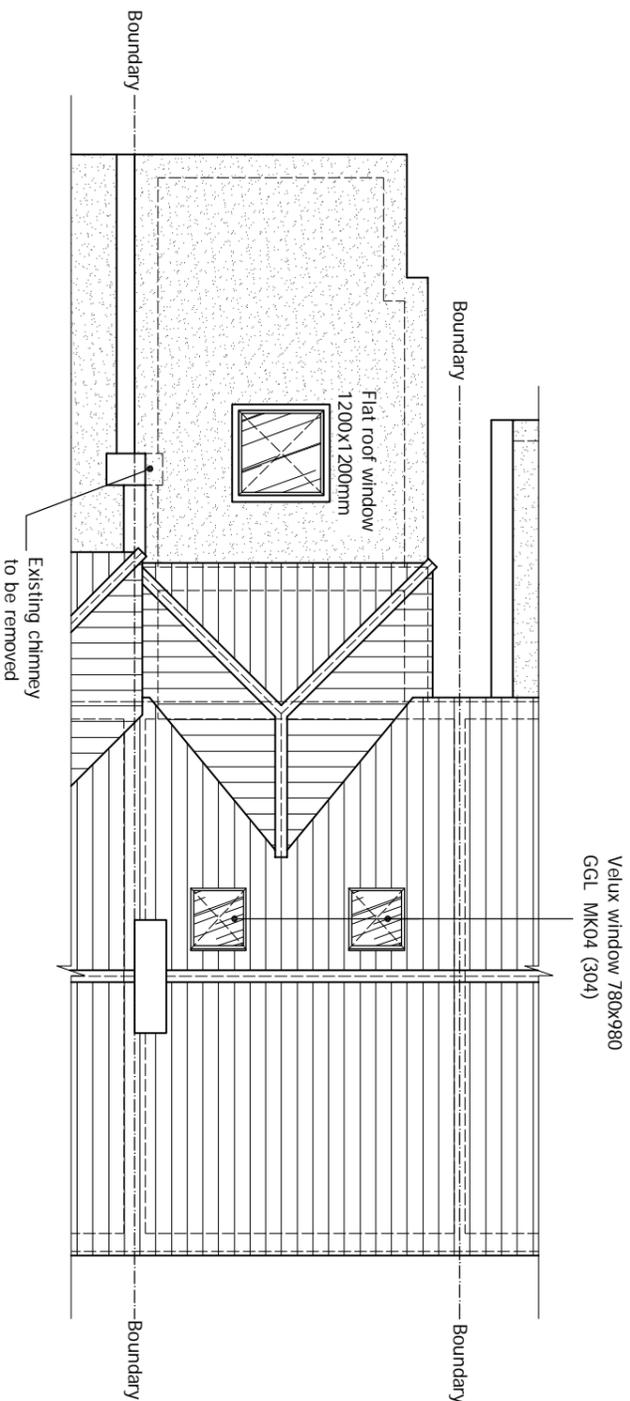 Boundary
Boundary
Flat roof window
1200x1200mm
Existing chimney
to be removed
Velux window 780x980
GGL MK04 (304)
Boundary
Boundary